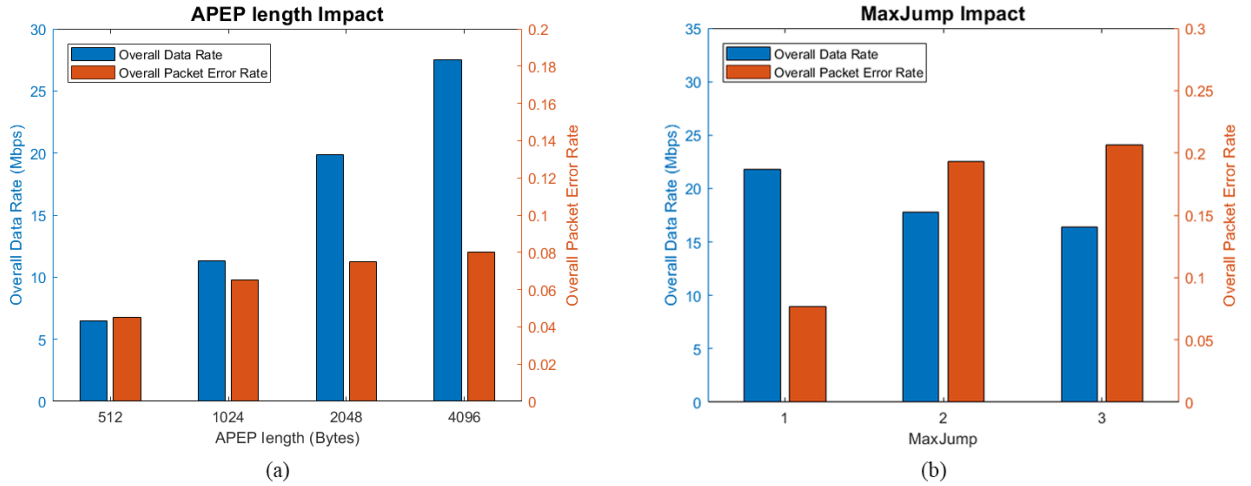 APEP length Impact
Overall Data Rate
Overall Packet Error Rate
Overall Data Rate (Mbps)
30
25
20
15
10
5
0
0.2
0.18
0.16
0.14
0.12
0.1
0.08
0.06
0.04
0.02
0
Overall Packet Error Rate
512 1024 2048 4096
APEP length (Bytes)
(a)
MaxJump Impact
Overall Data Rate
Overall Packet Error Rate
Overall Data Rate (Mbps)
35
30
25
20
15
10
5
0
0.3
0.25
0.2
0.15
0.1
0.05
0
Overall Packet Error Rate
1 2 3
MaxJump
(b)